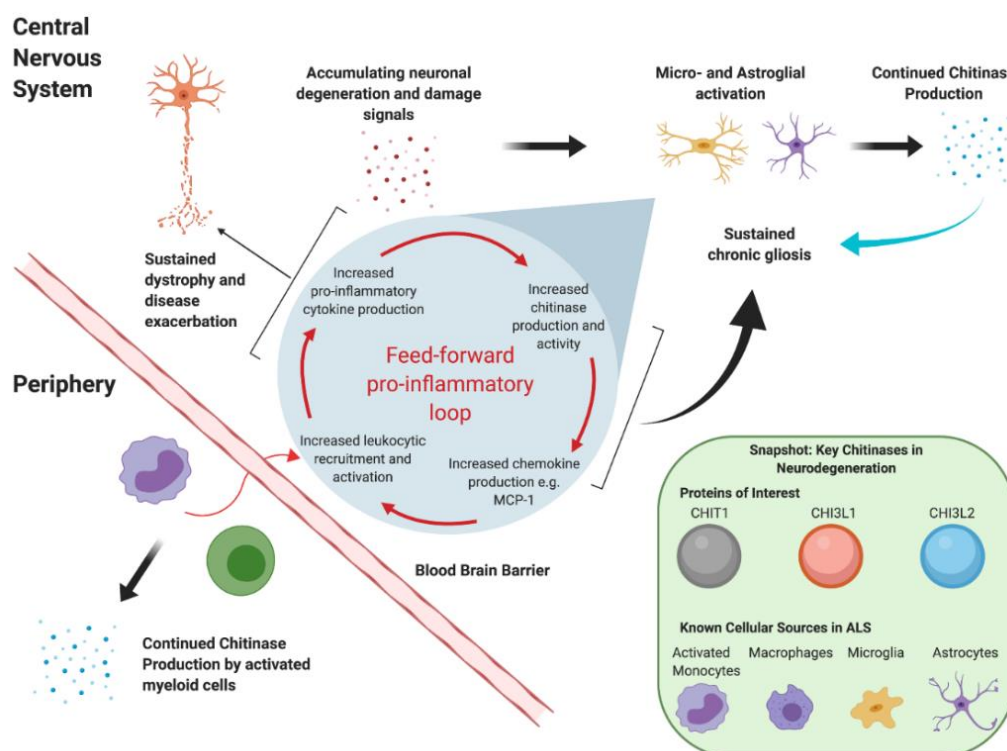 Central
Nervous
System
Accumulating neuronal
degeneration and damage
signals
Micro- and Astroglial
activation
Continued Chitinas
Production
Sustained
dystrophy and
disease
exacerbation
Sustained
chronic gliosis
Increased
pro-inflammatory
cytokine production
Increased
chitinase
production and
activity
Feed-forward
pro-inflammatory
loop
Increased leukocytic
recruitment and
activation
Increased chemokine
production e.g.
MCP-1
Periphery
Blood Brain Barrier
Continued Chitinase
Production by activated
myeloid cells
Snapshot: Key Chitinases in
Neurodegeneration
Proteins of Interest
CHIT1
CHI3L1
CHI3L2
Known Cellular Sources in ALS
Activated
Monocytes
Macrophages
Microglia
Astrocytes